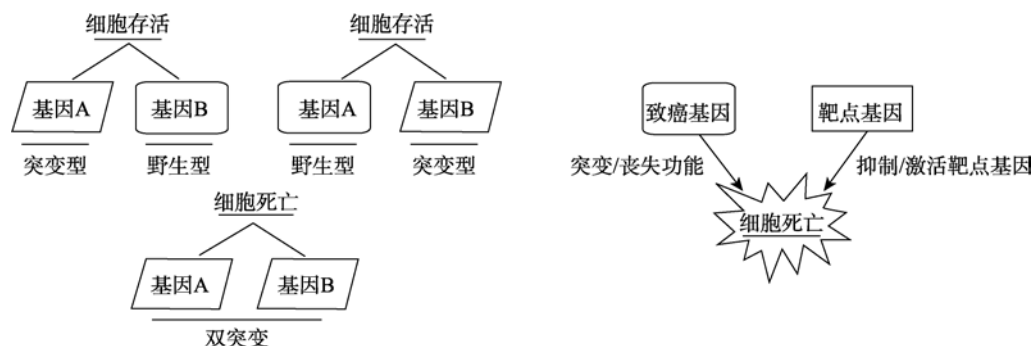 细胞存活
细胞存活
基因A
基因B
基因A
基因B
突变型
野生型
野生型
突变型
细胞死亡
基因A
基因B
双突变
致癌基因
靶点基因
突变/丧失功能
抑制/激活靶点基因
细胞死亡